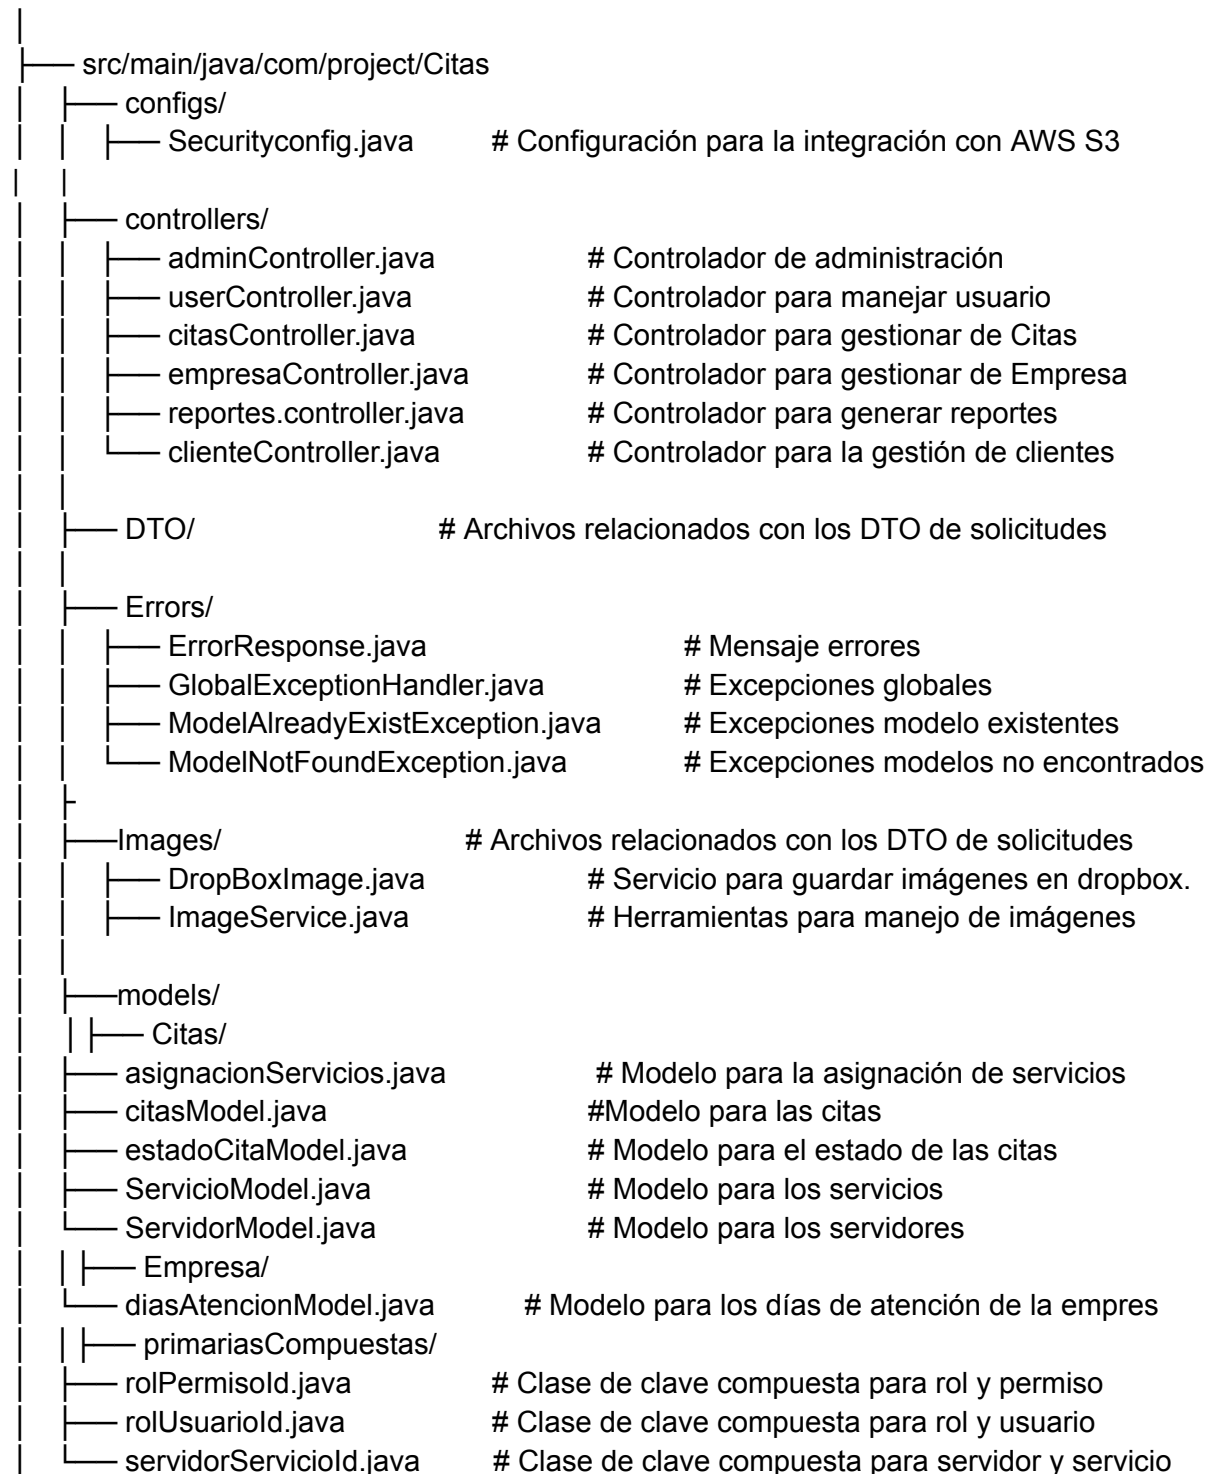 │
├── src/main/java/com/project/Citas
│ ├── configs/
│ │ ├── Securityconfig.java # Configuración para la integración con AWS S3
│ │
│ ├── controllers/
│ │ ├── adminController.java # Controlador de administración
│ │ ├── userController.java # Controlador para manejar usuario
│ │ ├── citasController.java # Controlador para gestionar de Citas
│ │ ├── empresaController.java # Controlador para gestionar de Empresa
│ │ ├── reportes.controller.java # Controlador para generar reportes
│ │ └── clienteController.java # Controlador para la gestión de clientes
│ │
│ ├── DTO/ # Archivos relacionados con los DTO de solicitudes
│ │
│ ├── Errors/
│ │ ├── ErrorResponse.java # Mensaje errores
│ │ ├── GlobalExceptionHandler.java # Excepciones globales
│ │ ├── ModelAlreadyExistException.java # Excepciones modelo existentes
│ │ └── ModelNotFoundException.java # Excepciones modelos no encontrados
│ ├
│ ├──Images/ # Archivos relacionados con los DTO de solicitudes
│ │ ├── DropBoxImage.java # Servicio para guardar imágenes en dropbox.
│ │ ├── ImageService.java # Herramientas para manejo de imágenes
│ │
│ ├──models/
│ │├── Citas/
│ ├── asignacionServicios.java # Modelo para la asignación de servicios
│ ├── citasModel.java #Modelo para las citas
│ ├── estadoCitaModel.java # Modelo para el estado de las citas
│ ├── ServicioModel.java # Modelo para los servicios
│ └── ServidorModel.java # Modelo para los servidores
│ │├── Empresa/
│ └── diasAtencionModel.java # Modelo para los días de atención de la empres
│ │├── primariasCompuestas/
│ ├── rolPermisoId.java # Clase de clave compuesta para rol y permiso
│ ├── rolUsuarioId.java # Clase de clave compuesta para rol y usuario
│ └── servidorServicioId.java # Clase de clave compuesta para servidor y servicio